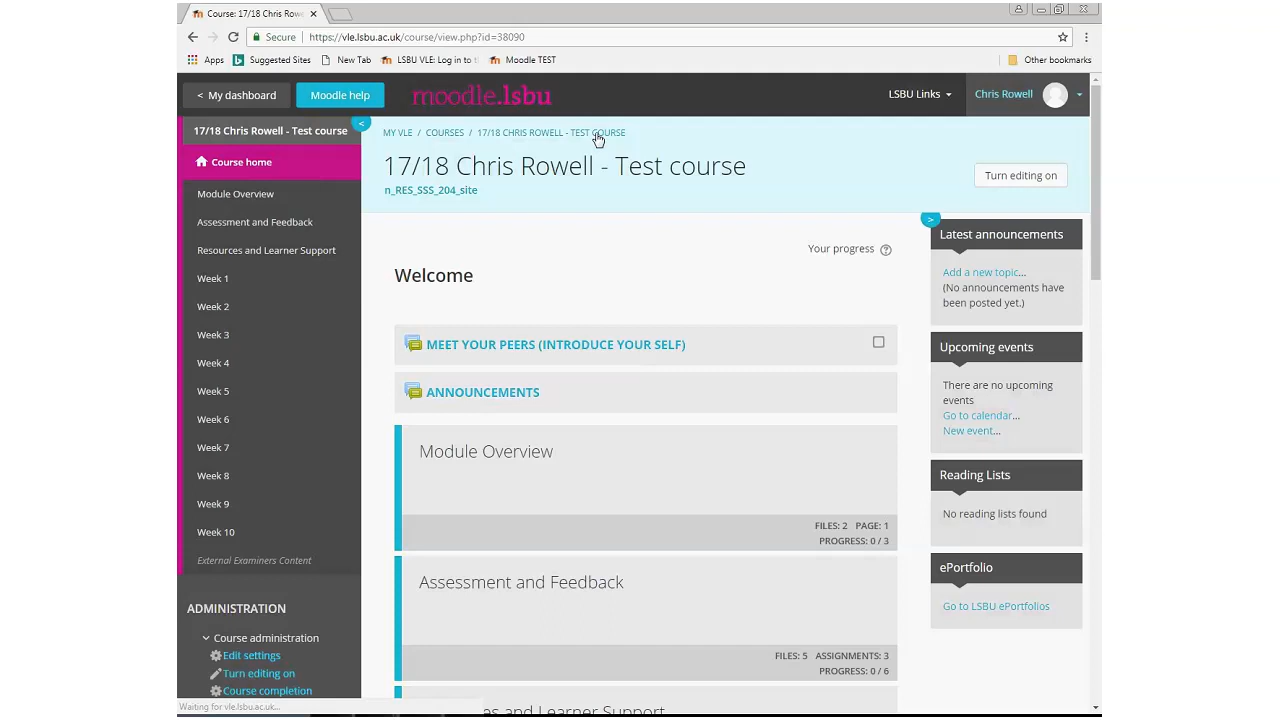 Course: 17/18 Chris Rowe
Secure https://vle.lsbu.ac.uk/course/view.php?id=38090
Apps Suggested Sites New Tab LSBU VLE: Log in to Moodle TEST Other bookmarks
< My dashboard Moodle help moodle.lsbu LSBU Links Chris Rowell
17/18 Chris Rowell - Test course
Course home
Module Overview
Assessment and Feedback
Resources and Learner Support
Week 1
Week 2
Week 3
Week 4
Week 5
Week 6
Week 7
Week 8
Week 9
Week 10
External Examiners Content
ADMINISTRATION
Course administration
Edit settings
Turn editing on
Course completion
Waiting for vle.lsbu.ac.uk...
MY VLE / COURSES / 17/18 CHRIS ROWELL - TEST COURSE
17/18 Chris Rowell - Test course
n_RES_SSS_204_site
Turn editing on
Your progress
Welcome
MEET YOUR PEERS (INTRODUCE YOUR SELF)
ANNOUNCEMENTS
Module Overview
FILES: 2 PAGE: 1
PROGRESS: 0 / 3
Assessment and Feedback
FILES: 5 ASSIGNMENTS: 3
PROGRESS: 0 / 6
es and Learner Support
Latest announcements
Add a new topic...
(No announcements have
been posted yet.)
Upcoming events
There are no upcoming
events
Go to calendar...
New event...
Reading Lists
No reading lists found
ePortfolio
Go to LSBU ePortfolios